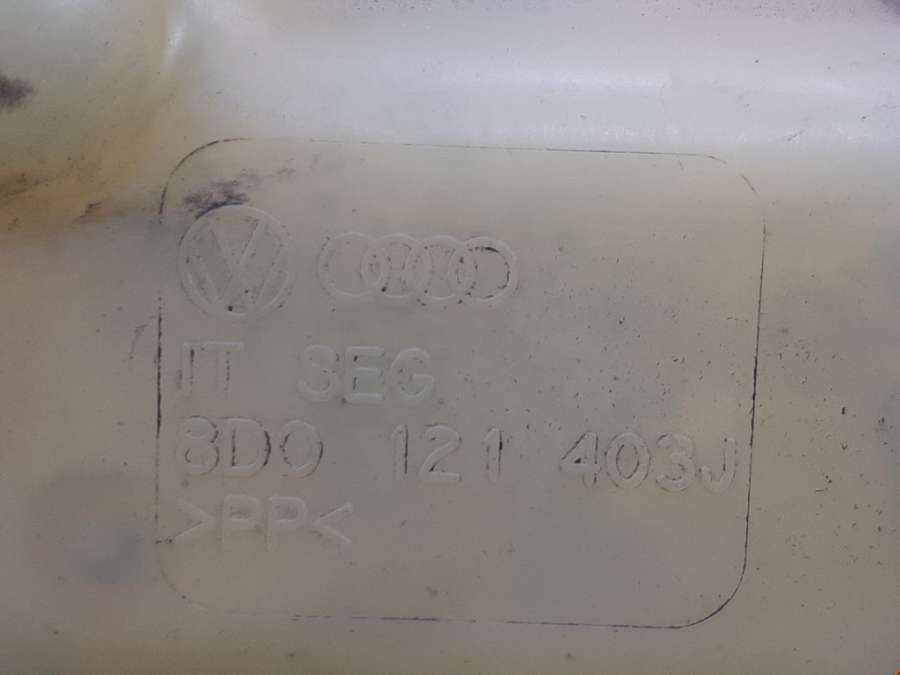 IT SEG
8D0 121 403J
>PP<